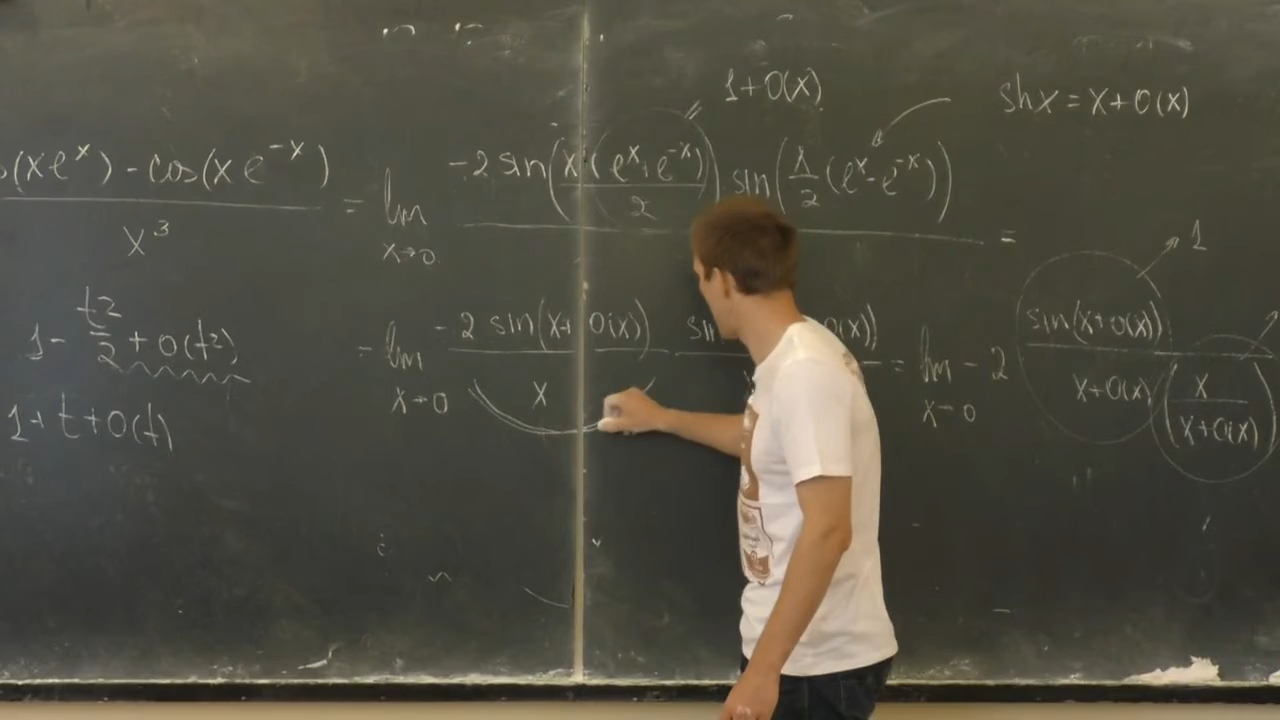 1+o(x)
sh x = x+o(x)
(xe^x) - cos(xe^-x) / x^3 = lim x→0 -2 sin(x (e^x+e^-x)/2) sin(x/2 (e^x-e^-x)) =
1 - t^2/2 + o(t^2)
1+t+o(t)
= lim x→0 -2 sin(x+o(x)) / x · sin o(x)) = lim x→0 -2 sin(x+o(x)) / x+o(x) (x / x+o(x))
1